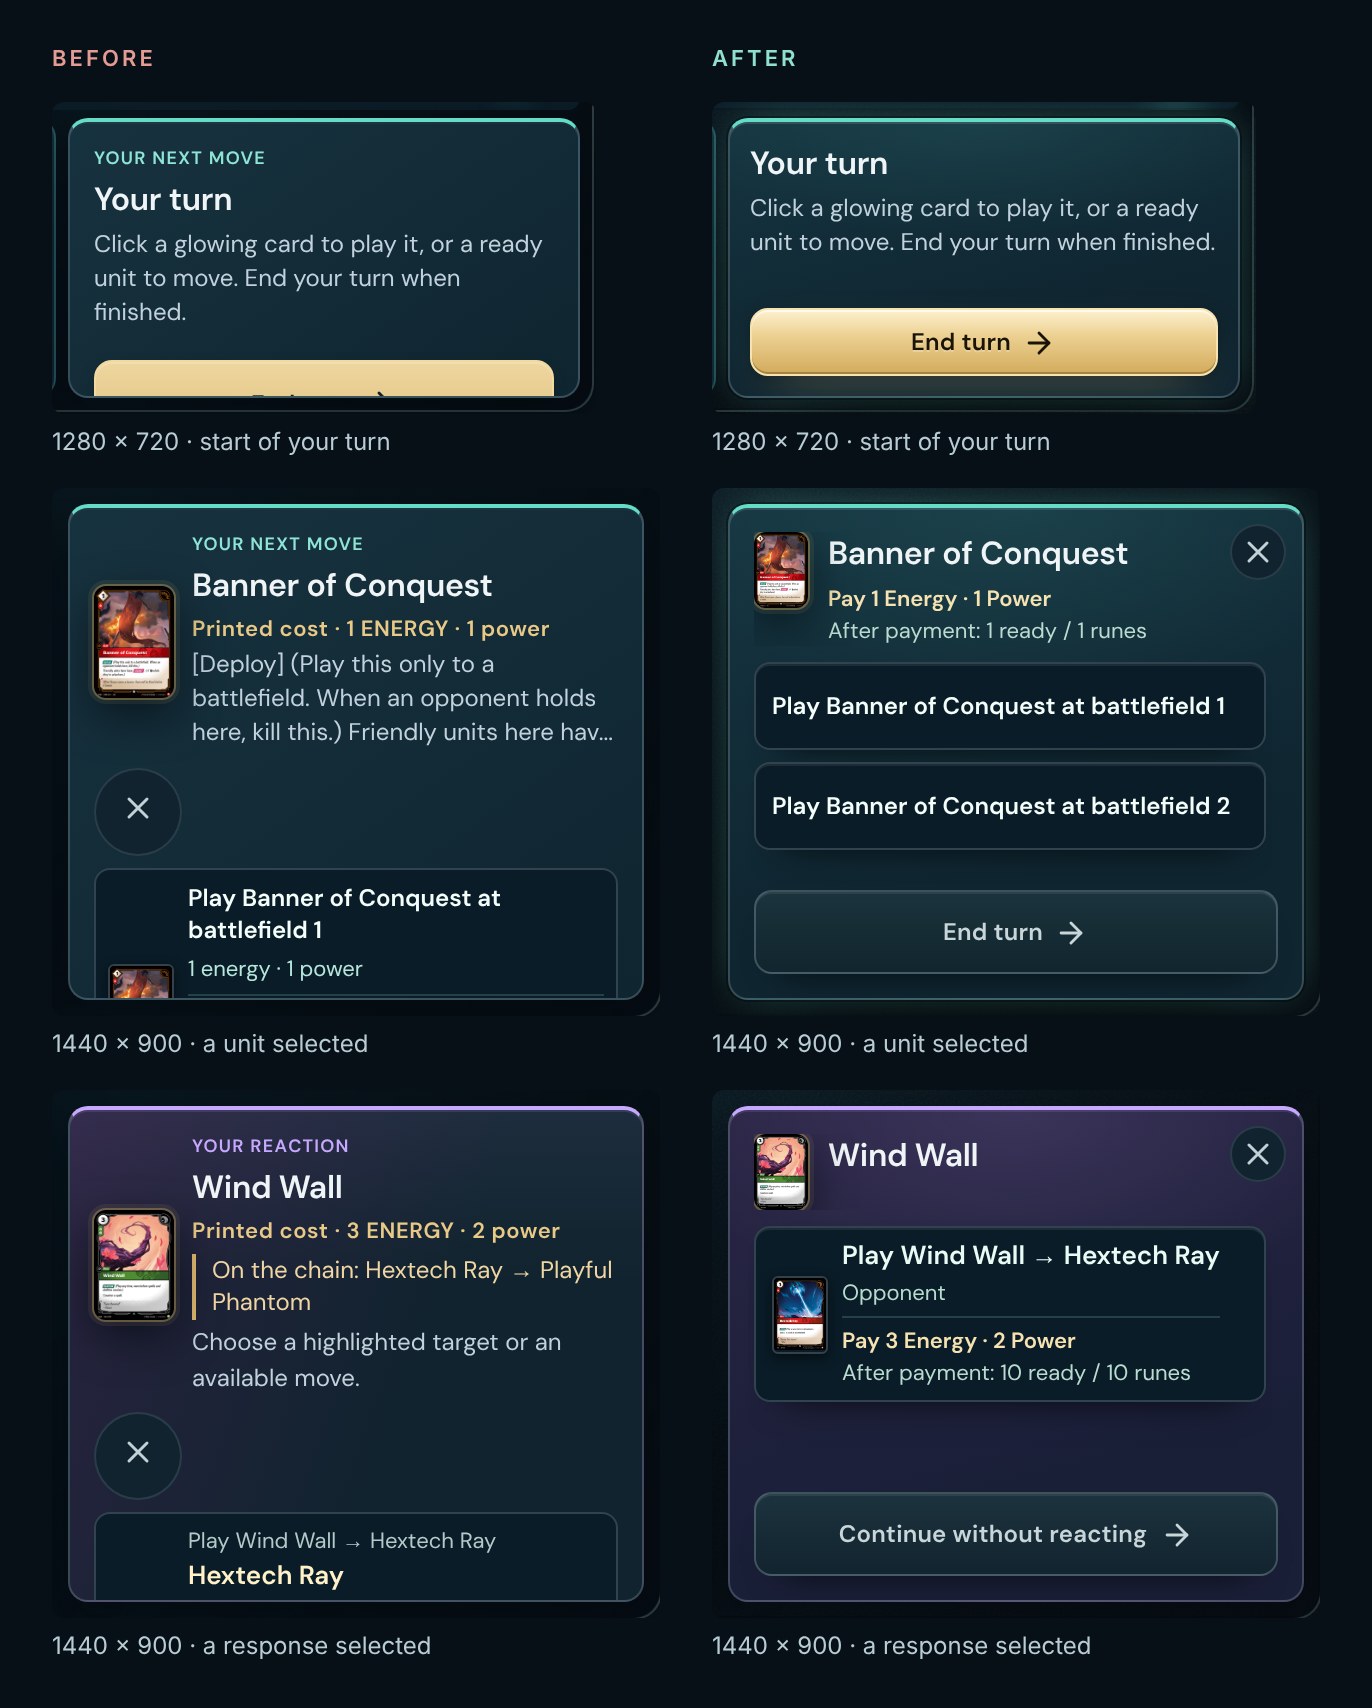 BEFORE
YOUR NEXT MOVE
Your turn
Click a glowing card to play it, or a ready
unit to move. End your turn when
finished.
1280 × 720 · start of your turn
YOUR NEXT MOVE
Banner of Conquest
Printed cost · 1 ENERGY · 1 power
[Deploy] (Play this only to a
battlefield. When an opponent holds
here, kill this.) Friendly units here hav...
Play Banner of Conquest at
battlefield 1
1 energy · 1 power
1440 × 900 · a unit selected
YOUR REACTION
Wind Wall
Printed cost · 3 ENERGY · 2 power
On the chain: Hextech Ray → Playful
Phantom
Choose a highlighted target or an
available move.
Play Wind Wall → Hextech Ray
Hextech Ray
1440 × 900 · a response selected
AFTER
Your turn
Click a glowing card to play it, or a ready
unit to move. End your turn when finished.
End turn →
1280 × 720 · start of your turn
Banner of Conquest
Pay 1 Energy · 1 Power
After payment: 1 ready / 1 runes
Play Banner of Conquest at battlefield 1
Play Banner of Conquest at battlefield 2
End turn →
1440 × 900 · a unit selected
Wind Wall
Play Wind Wall → Hextech Ray
Opponent
Pay 3 Energy · 2 Power
After payment: 10 ready / 10 runes
Continue without reacting →
1440 × 900 · a response selected